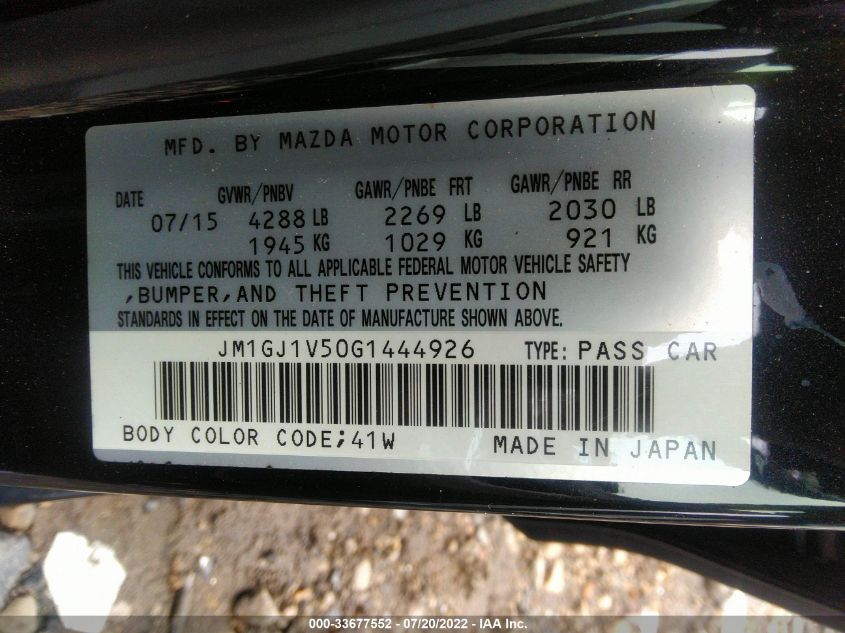 MFD. BY MAZDA MOTOR CORPORATION
DATE GVWR/PNBV GAWR/PNBE FRT GAWR/PNBE RR
07/15 4288 LB 2269 LB 2030 LB
1945 KG 1029 KG 921 KG
THIS VEHICLE CONFORMS TO ALL APPLICABLE FEDERAL MOTOR VEHICLE SAFETY
,BUMPER,AND THEFT PREVENTION
STANDARDS IN EFFECT ON THE DATE OF MANUFACTURE SHOWN ABOVE.
JM1GJ1V50G1444926 TYPE: PASS CAR
BODY COLOR CODE;41W MADE IN JAPAN
000-33677552 - 07/20/2022 - IAA Inc.